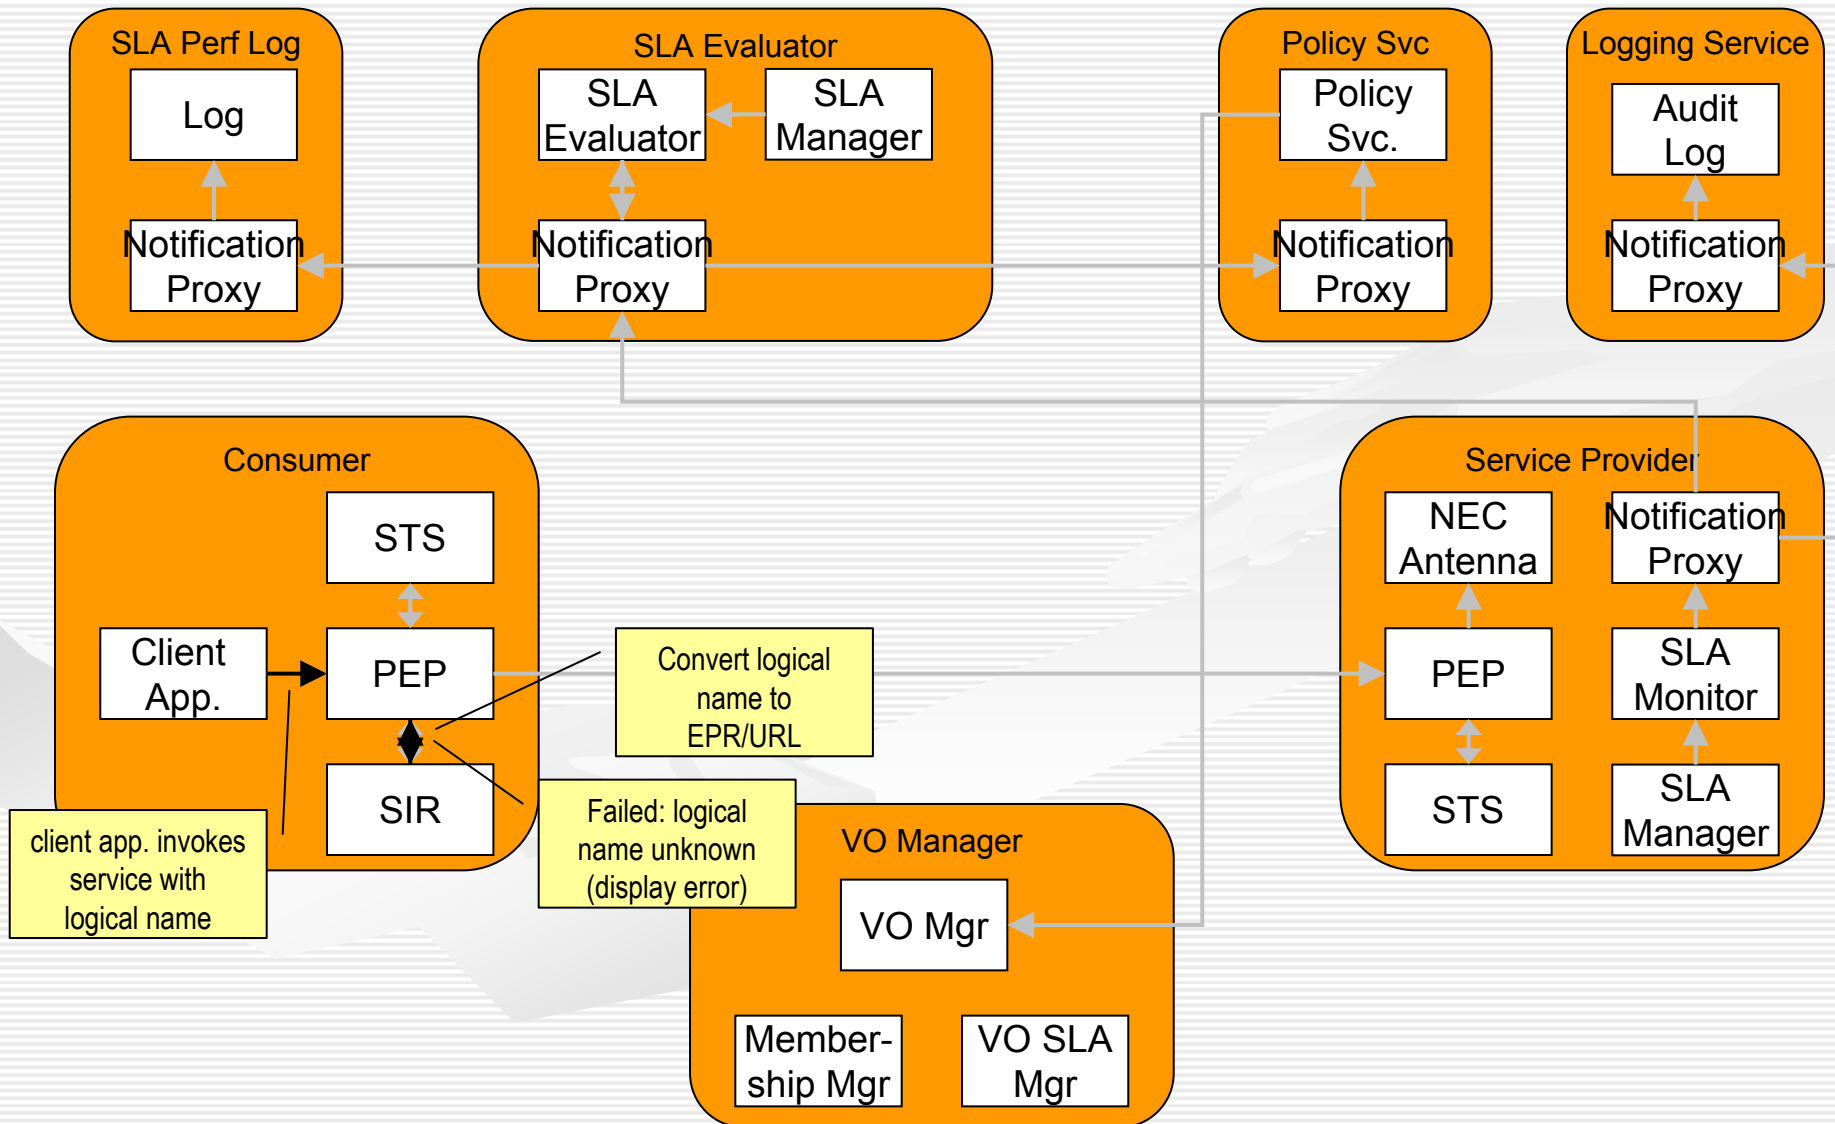 SLA Perf Log
Log
Notification
Proxy
SLA Evaluator
SLA
Evaluator
SLA
Manager
Notification
Proxy
Policy Svc
Policy
Svc.
Notification
Proxy
Logging Service
Audit
Log
Notification
Proxy
Consumer
STS
Client
App.
PEP
SIR
client app. invokes
service with
logical name
Convert logical
name to
EPR/URL
Failed: logical
name unknown
(display error)
VO Manager
VO Mgr
Member-
ship Mgr
VO SLA
Mgr
Service Provider
NEC
Antenna
Notification
Proxy
PEP
SLA
Monitor
STS
SLA
Manager